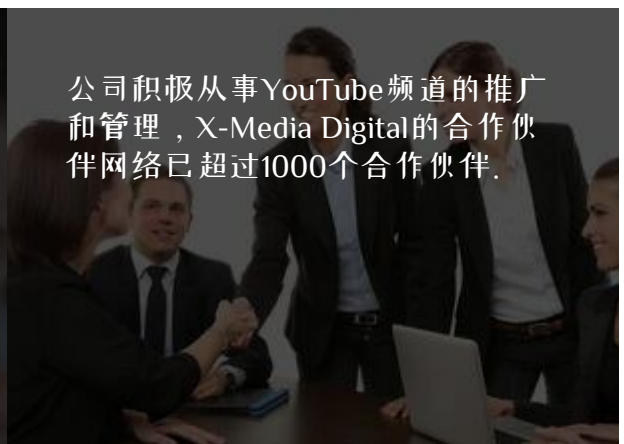 公司积极从事YouTube频道的推广
和管理，X-Media Digital的合作伙
伴网络已超过1000个合作伙伴.